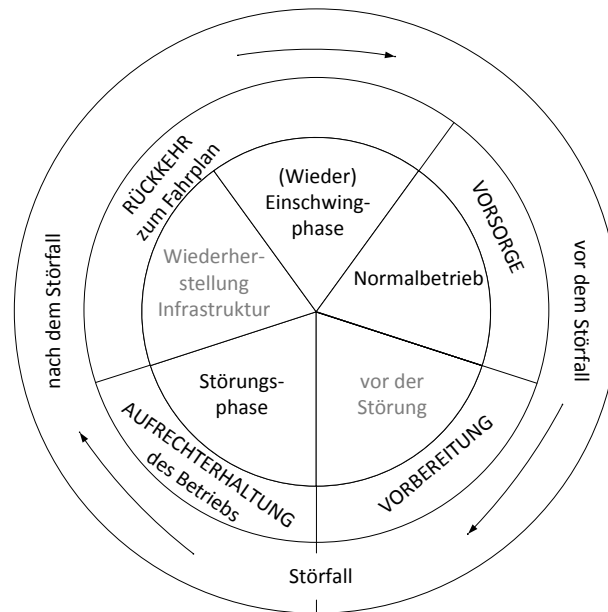 RÜCKKEHR
zum Fahrplan
(Wieder)
Einschwing-
phase
VORSORGE
Wiederher-
stellung
Infrastruktur
Normalbetrieb
nach dem Störfall
vor dem Störfall
Störungs-
phase
vor der
Störung
AUFRECHTERHALTUNG
des Betriebs
VORBEREITUNG
Störfall